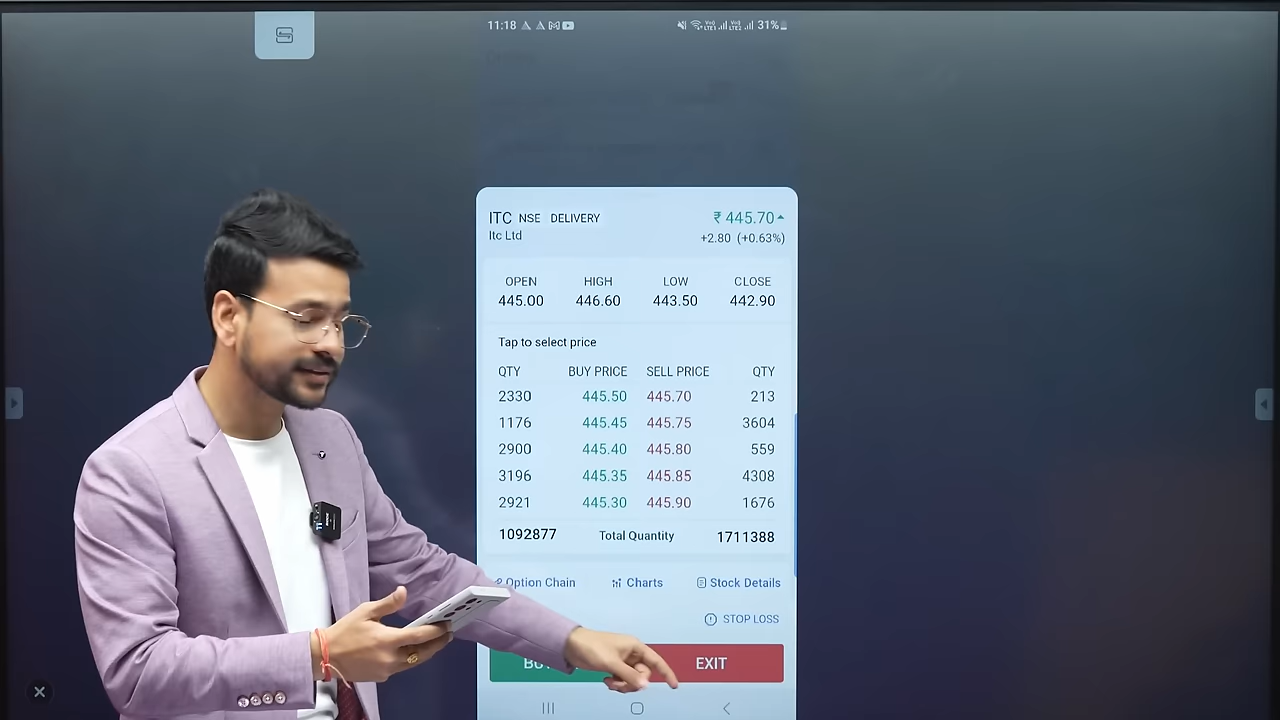 11:18
31%
ITC NSE DELIVERY ₹ 445.70
Itc Ltd +2.80 (+0.63%)
OPEN HIGH LOW CLOSE
445.00 446.60 443.50 442.90
Tap to select price
QTY BUY PRICE SELL PRICE QTY
2330 445.50 445.70 213
1176 445.45 445.75 3604
2900 445.40 445.80 559
3196 445.35 445.85 4308
2921 445.30 445.90 1676
1092877 Total Quantity 1711388
Option Chain Charts Stock Details
STOP LOSS
EXIT